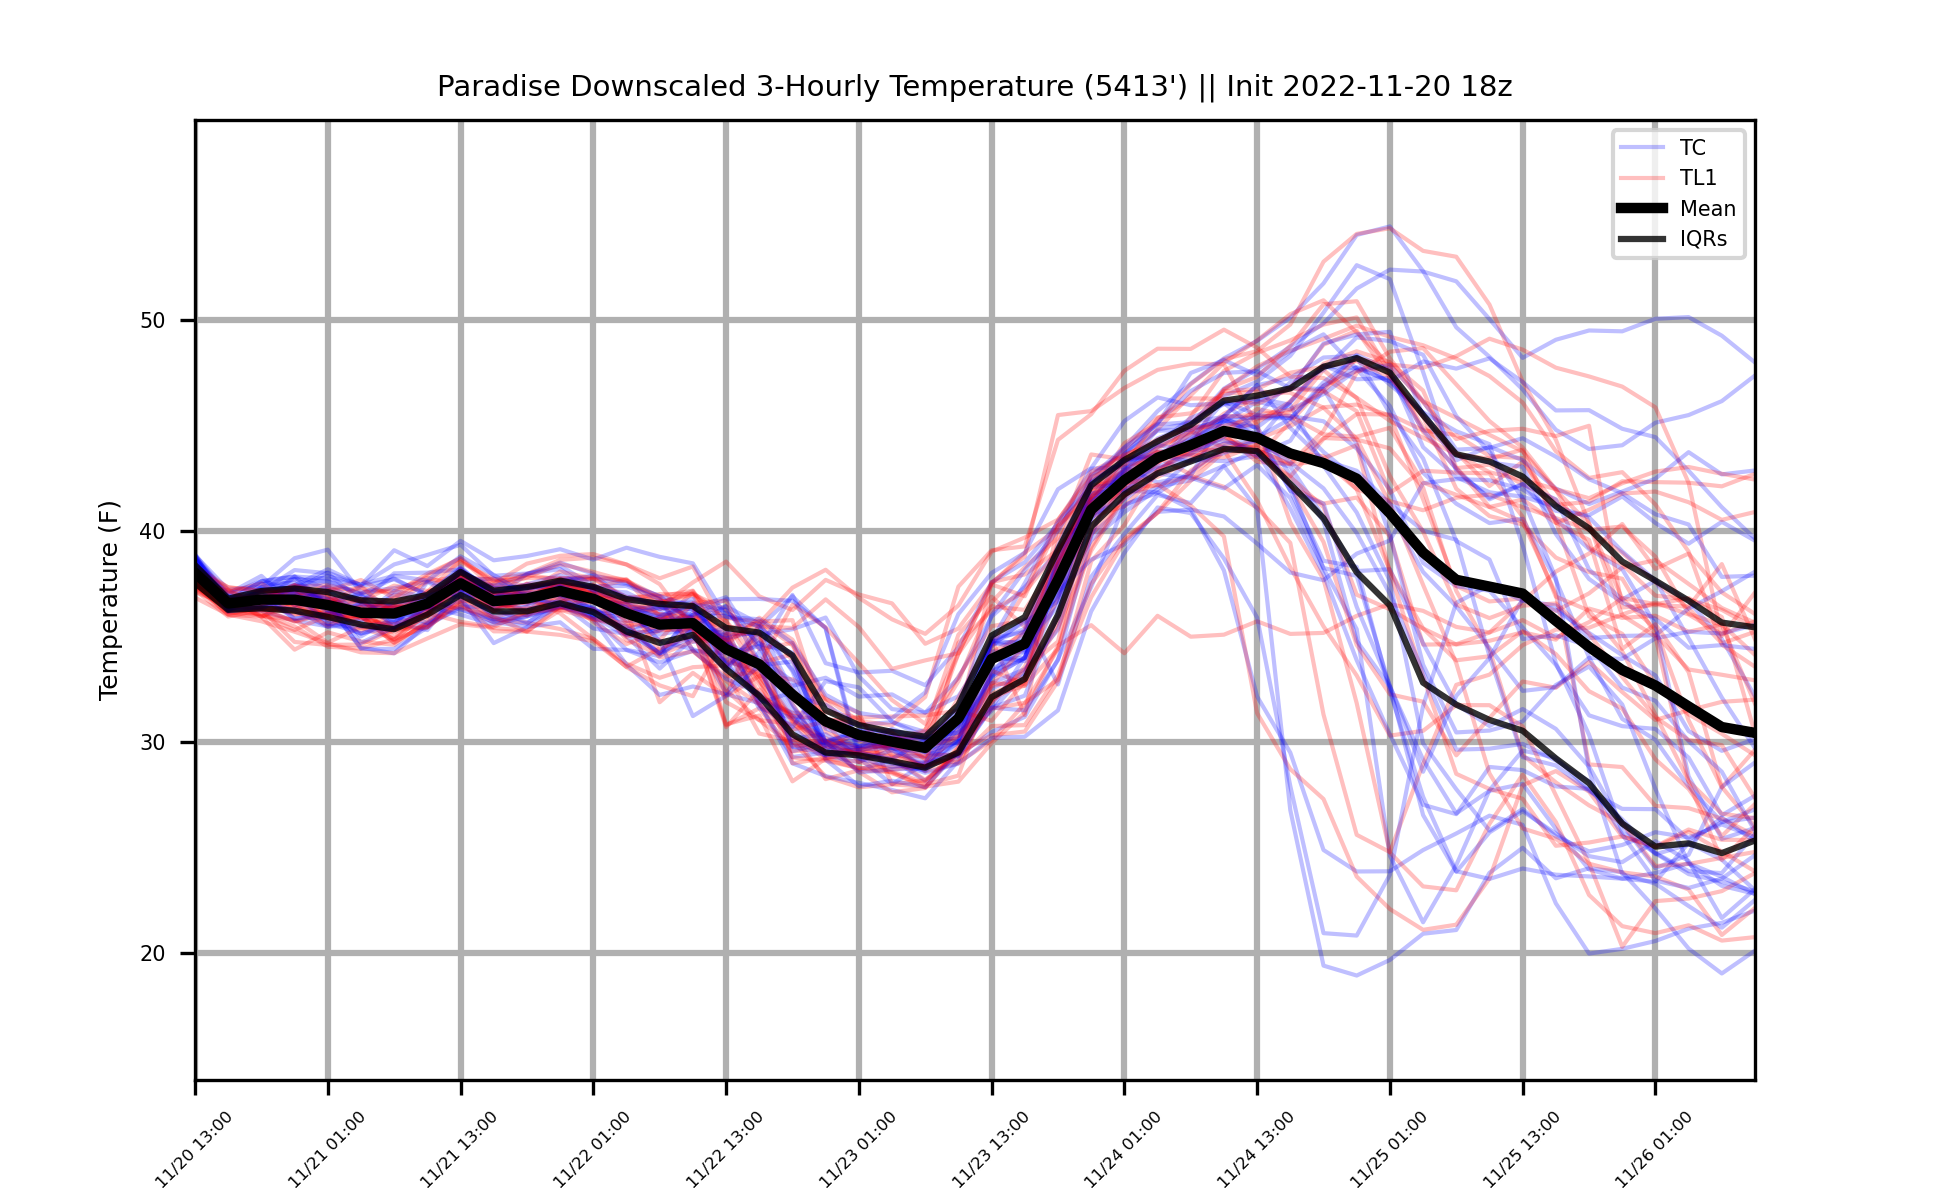 Paradise Downscaled 3-Hourly Temperature (5413') || Init 2022-11-20 18z
TC
TL1
Mean
IQRs
Temperature (F)
50
40
30
20
11/20 13:00
11/21 01:00
11/21 13:00
11/22 01:00
11/22 13:00
11/23 01:00
11/23 13:00
11/24 01:00
11/24 13:00
11/25 01:00
11/25 13:00
11/26 01:00